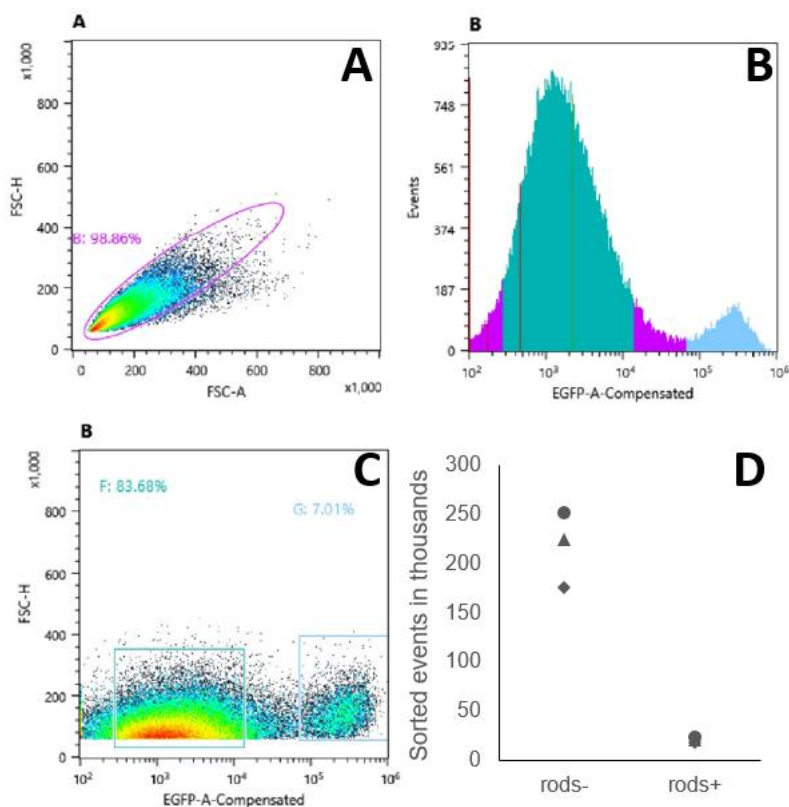 A
A
x1,000
800
600
400
200
0
FSC-H
B: 98.86%
0 200 400 600 800
x1,000
FSC-A
B
B
935
748
561
374
187
0
Events
10² 10³ 10⁴ 10⁵ 10⁶
EGFP-A-Compensated
B
C
x1,000
800
600
400
200
0
FSC-H
F: 83.68%
G: 7.01%
10² 10³ 10⁴ 10⁵ 10⁶
EGFP-A-Compensated
D
300
250
200
150
100
50
0
Sorted events in thousands
rods- rods+